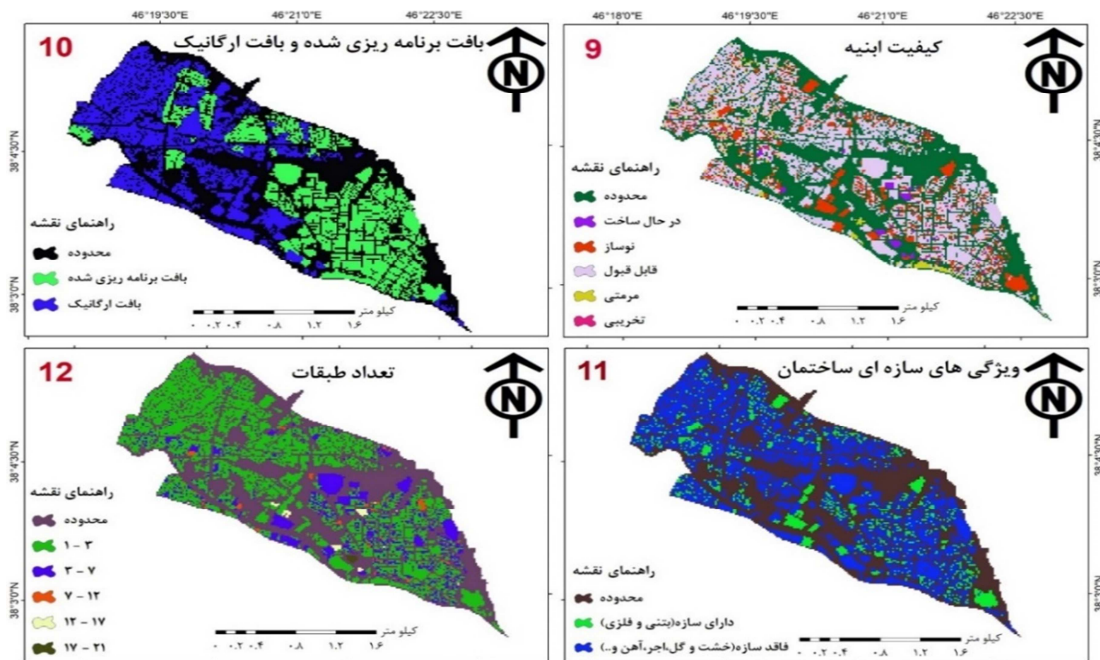 46°19'30"E 46°21'0"E 46°22'30"E
10
بافت برنامه ریزی شده و بافت ارگانیک
N
38°4'30"N
38°3'0"N
راهنمای نقشه
محدوده
بافت برنامه ریزی شده
بافت ارگانیک
کیلو متر
۰ ۰.۲ ۰.۴ ۰.۸ ۱.۲ ۱.۶
46°18'0"E 46°19'30"E 46°21'0"E 46°22'30"E
9
کیفیت ابنیه
N
راهنمای نقشه
محدوده
در حال ساخت
نوساز
قابل قبول
مرمتی
تخریبی
کیلو متر
۰ ۰.۲ ۰.۴ ۰.۸ ۱.۲ ۱.۶
12
تعداد طبقات
N
38°4'30"N
38°3'0"N
راهنمای نقشه
محدوده
۱ - ۳
۳ - ۷
۷ - ۱۲
۱۲ - ۱۷
۱۷ - ۲۱
کیلو متر
۰ ۰.۲ ۰.۴ ۰.۸ ۱.۲ ۱.۶
11
ویژگی های سازه ای ساختمان
N
راهنمای نقشه
محدوده
دارای سازه(بتنی و فلزی)
فاقد سازه(خشت و گل،اجر،آهن و..)
کیلو متر
۰ ۰.۲ ۰.۴ ۰.۸ ۱.۲ ۱.۶